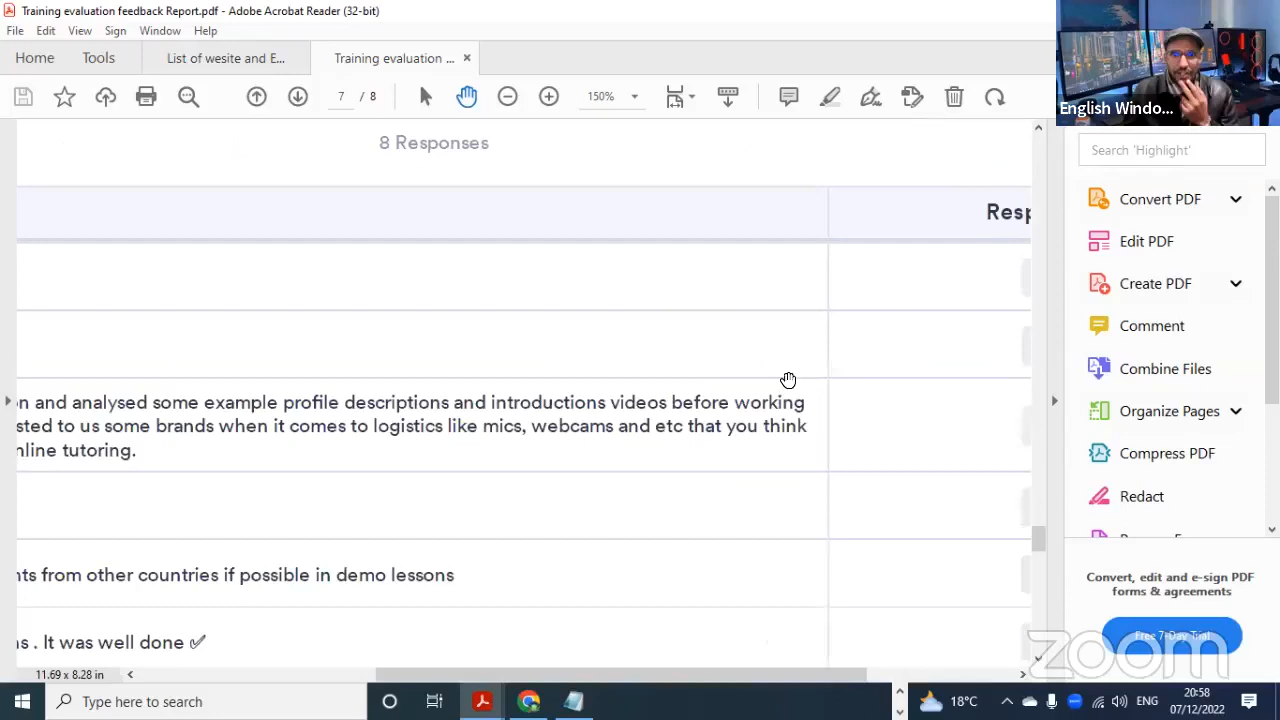 Training evaluation feedback Report.pdf - Adobe Acrobat Reader (32-bit)
File Edit View Sign Window Help
Home Tools List of wesite and E... Training evaluation ... ×
7 / 8 150%
English Windo...
8 Responses
Search 'Highlight'
Resp
Convert PDF
Edit PDF
Create PDF
Comment
Combine Files
Organize Pages
Compress PDF
Redact
n and analysed some example profile descriptions and introductions videos before working
sted to us some brands when it comes to logistics like mics, webcams and etc that you think
nline tutoring.
nts from other countries if possible in demo lessons
ns . It was well done ✅
Convert, edit and e-sign PDF
forms & agreements
Free 7-Day Trial
zoom
11.69 x 8.28 in
Type here to search
18°C ENG
20:58
07/12/2022